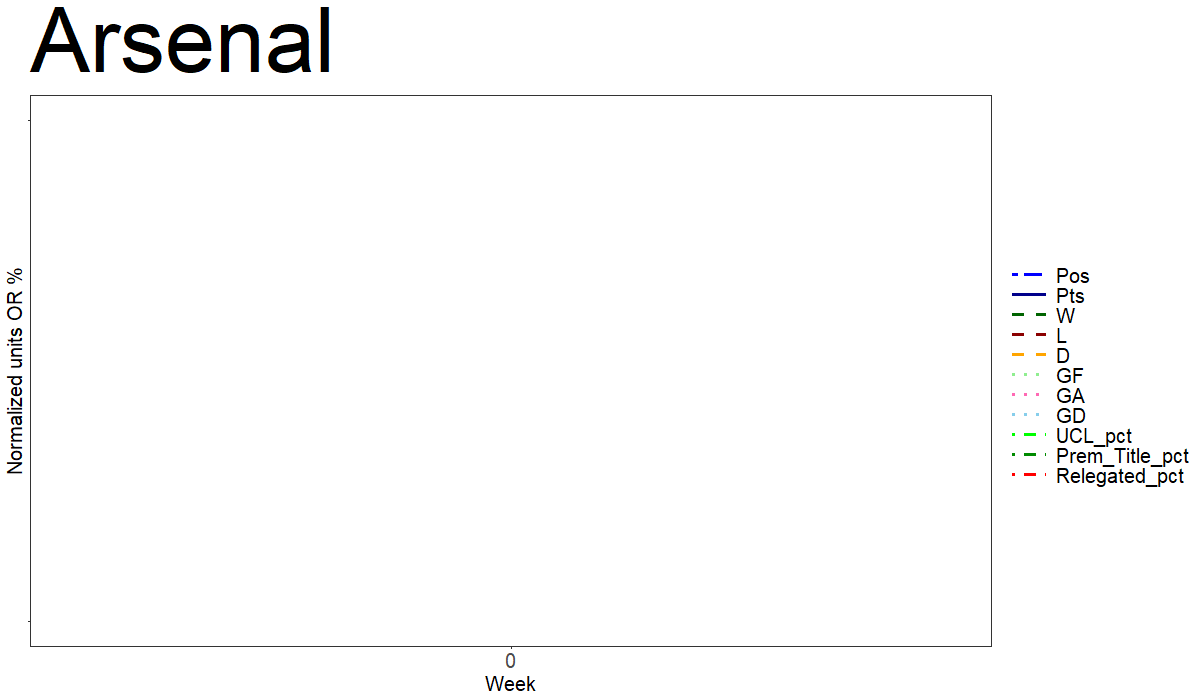 Arsenal
Normalized units OR %
0
Week
Pos
Pts
W
L
D
GF
GA
GD
UCL_pct
Prem_Title_pct
Relegated_pct